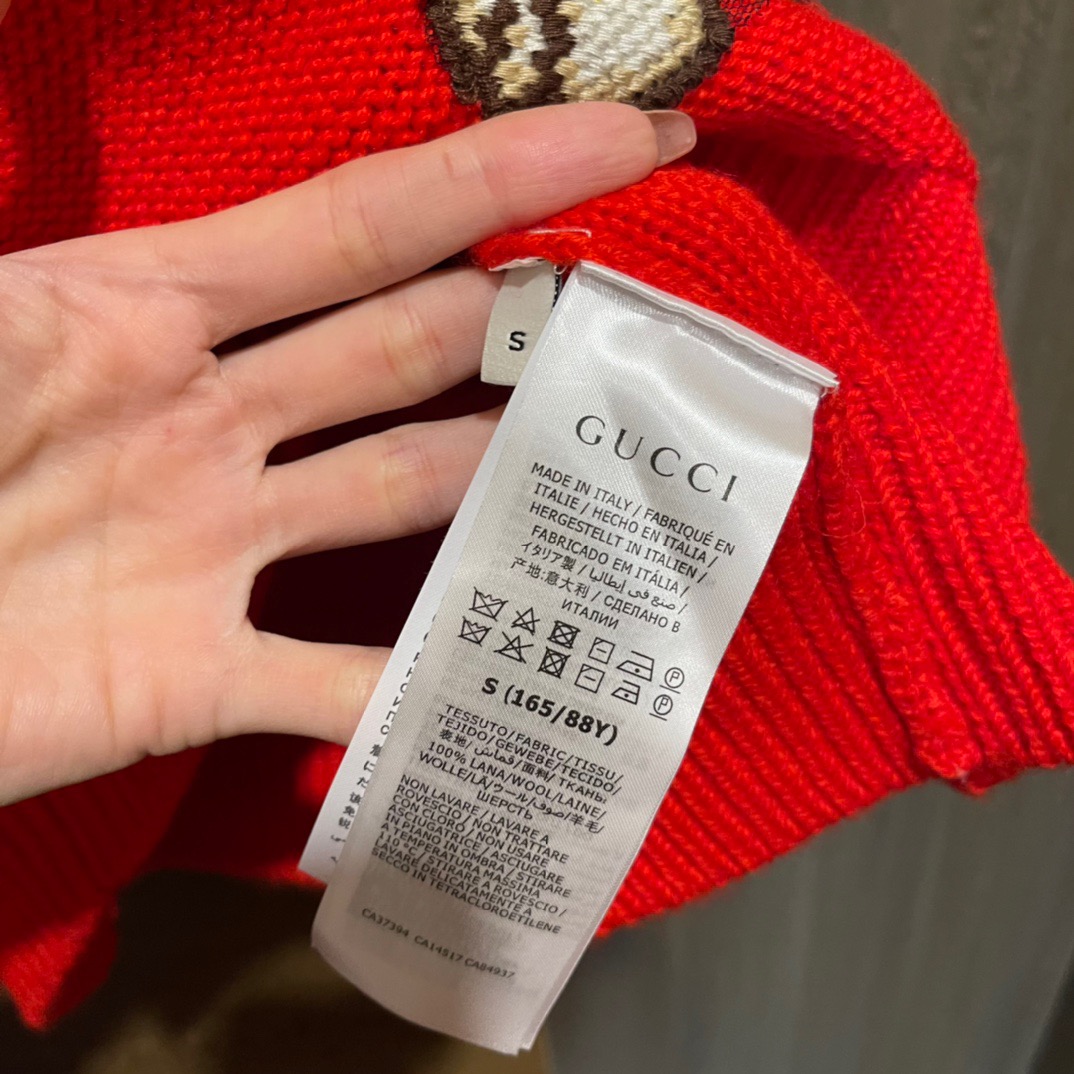 S
GUCCI
MADE IN ITALY / FABRIQUÉ EN
ITALIE / HECHO EN ITALIA /
HERGESTELLT IN ITALIEN /
FABRICADO EM ITÁLIA /
イタリア製 / صنع في إيطاليا /
产地:意大利 / СДЕЛАНО В
ИТАЛИИ
P
P
S (165/88Y)
TESSUTO/FABRIC/TISSU/
TEJIDO/GEWEBE/TECIDO/
表地/قماش/面料/ ТКАНЬ:
100% LANA/WOOL/LAINE/
WOLLE/LÃ/ウール/صوف/羊毛/
ШЕРСТЬ
NON LAVARE / LAVARE A
ROVESCIO / NON TRATTARE
CON CLORO / NON USARE
ASCIUGATRICE / ASCIUGARE
IN PIANO IN OMBRA / STIRARE
A TEMPERATURA MASSIMA
110 °C / STIRARE A ROVESCIO /
LAVARE DELICATAMENTE A
SECCO IN TETRACLOROETILENE
CA37394 CA14517 CA84937